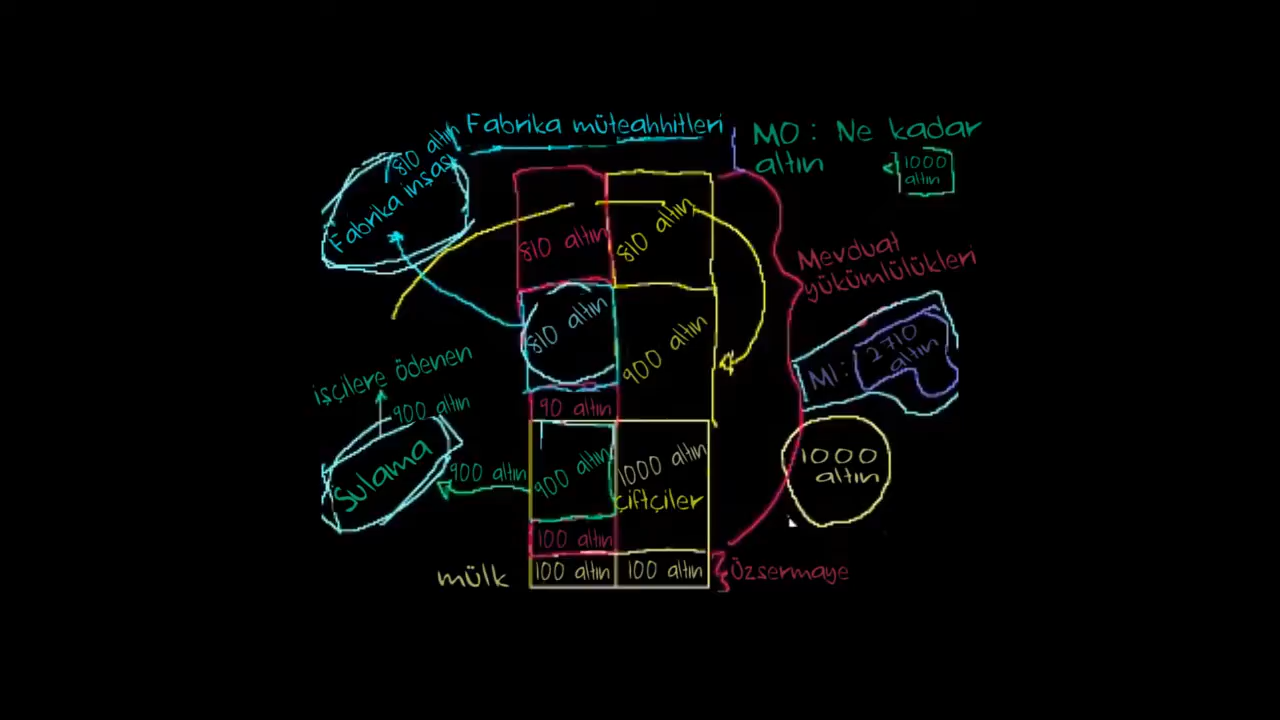 Fabrika müteahhitleri
MO : Ne kadar
altın
1000
altın
810 altın
Fabrika inşası
810 altın
810 altın
Mevduat
yükümlülükleri
810 altın
900 altın
M1:
2710
altın
işçilere ödenen
900 altın
90 altın
Sulama
900 altın
900 altın
1000 altın
çiftçiler
1000
altın
100 altın
mülk
100 altın
100 altın
Üzsermaye